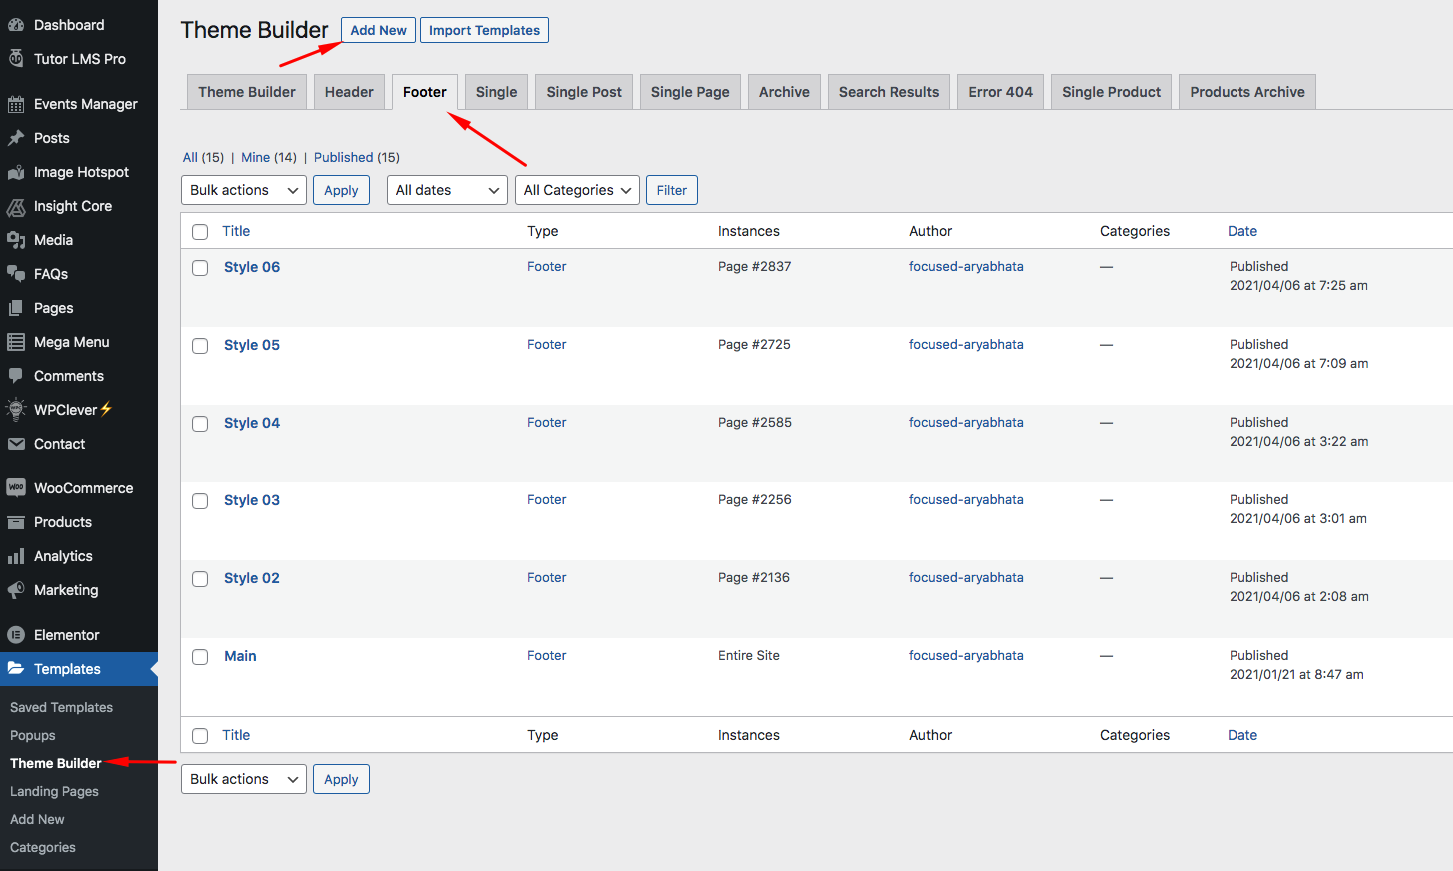 Dashboard
Tutor LMS Pro
Events Manager
Posts
Image Hotspot
Insight Core
Media
FAQs
Pages
Mega Menu
Comments
WPClever⚡
Contact
WooCommerce
Products
Analytics
Marketing
Elementor
Templates
Saved Templates
Popups
Theme Builder
Landing Pages
Add New
Categories
Theme Builder Add New Import Templates
Theme Builder Header Footer Single Single Post Single Page Archive Search Results Error 404 Single Product Products Archive
All (15) | Mine (14) | Published (15)
Bulk actions Apply All dates All Categories Filter
Title Type Instances Author Categories Date
Style 06 Footer Page #2837 focused-aryabhata — Published
2021/04/06 at 7:25 am
Style 05 Footer Page #2725 focused-aryabhata — Published
2021/04/06 at 7:09 am
Style 04 Footer Page #2585 focused-aryabhata — Published
2021/04/06 at 3:22 am
Style 03 Footer Page #2256 focused-aryabhata — Published
2021/04/06 at 3:01 am
Style 02 Footer Page #2136 focused-aryabhata — Published
2021/04/06 at 2:08 am
Main Footer Entire Site focused-aryabhata — Published
2021/01/21 at 8:47 am
Title Type Instances Author Categories Date
Bulk actions Apply